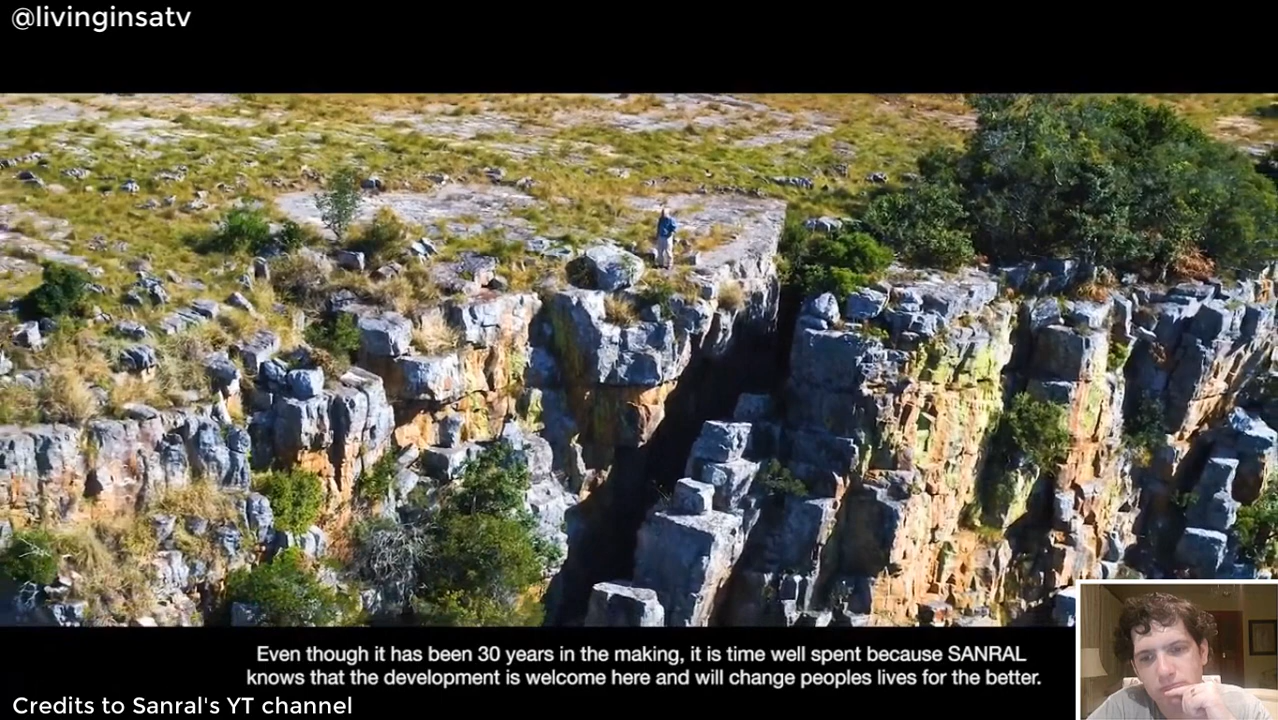 @livinginsatv
Even though it has been 30 years in the making, it is time well spent because SANRAL
knows that the development is welcome here and will change peoples lives for the better.
Credits to Sanral's YT channel